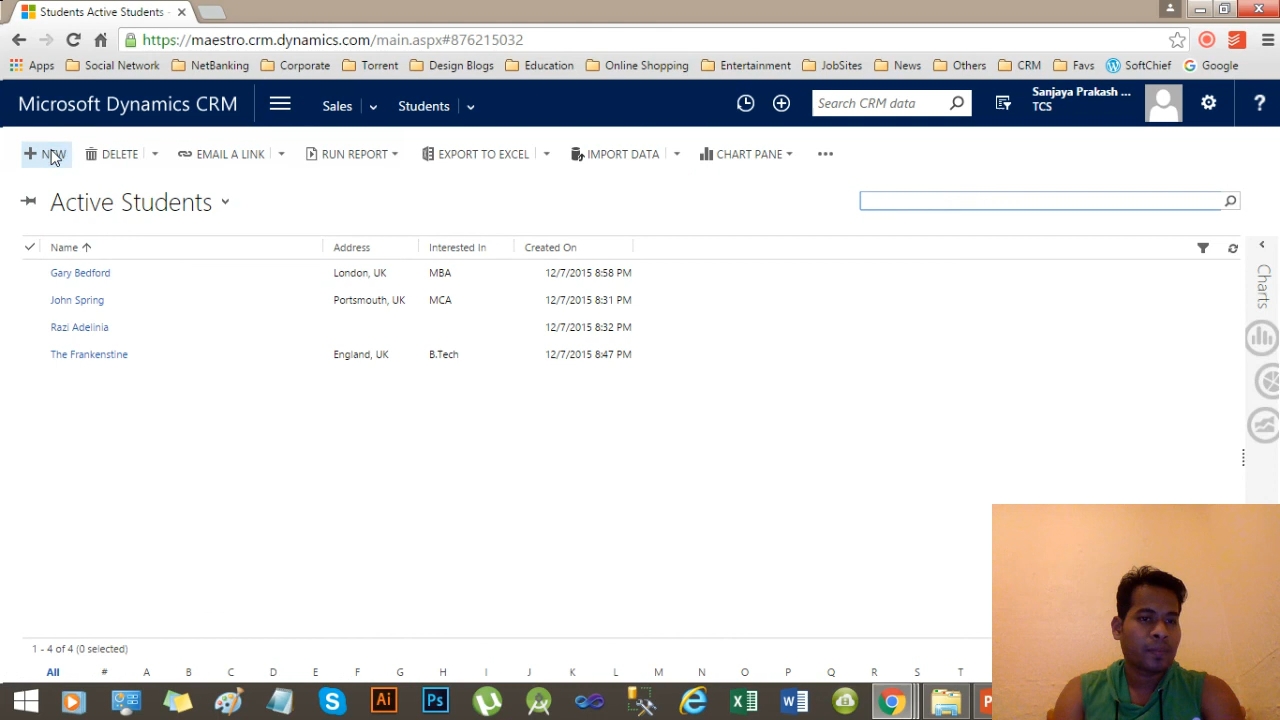 Students Active Students -
https://maestro.crm.dynamics.com/main.aspx#876215032
Apps Social Network NetBanking Corporate Torrent Design Blogs Education Online Shopping Entertainment JobSites News Others CRM Favs SoftChief Google
Microsoft Dynamics CRM Sales Students Search CRM data Sanjaya Prakash ...
TCS
NEW DELETE EMAIL A LINK RUN REPORT EXPORT TO EXCEL IMPORT DATA CHART PANE
Active Students
Name Address Interested In Created On
Gary Bedford London, UK MBA 12/7/2015 8:58 PM
John Spring Portsmouth, UK MCA 12/7/2015 8:31 PM
Razi Adelinia 12/7/2015 8:32 PM
The Frankenstine England, UK B.Tech 12/7/2015 8:47 PM
Charts
1 - 4 of 4 (0 selected)
All # A B C D E F G H I J K L M N O P Q R S T